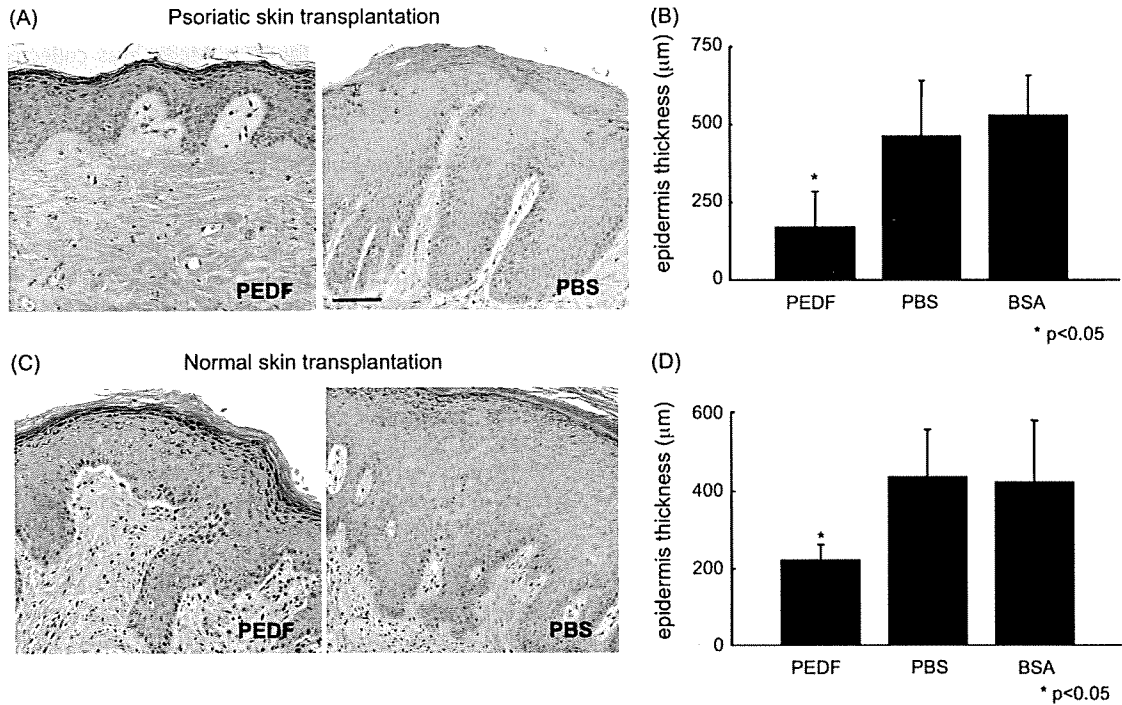 (A) Psoriatic skin transplantation
PEDF
PBS
(B)
epidermis thickness (μm)
750
500
250
0
*
PEDF PBS BSA
* p<0.05
(C) Normal skin transplantation
PEDF
PBS
(D)
epidermis thickness (μm)
600
400
200
0
*
PEDF PBS BSA
* p<0.05